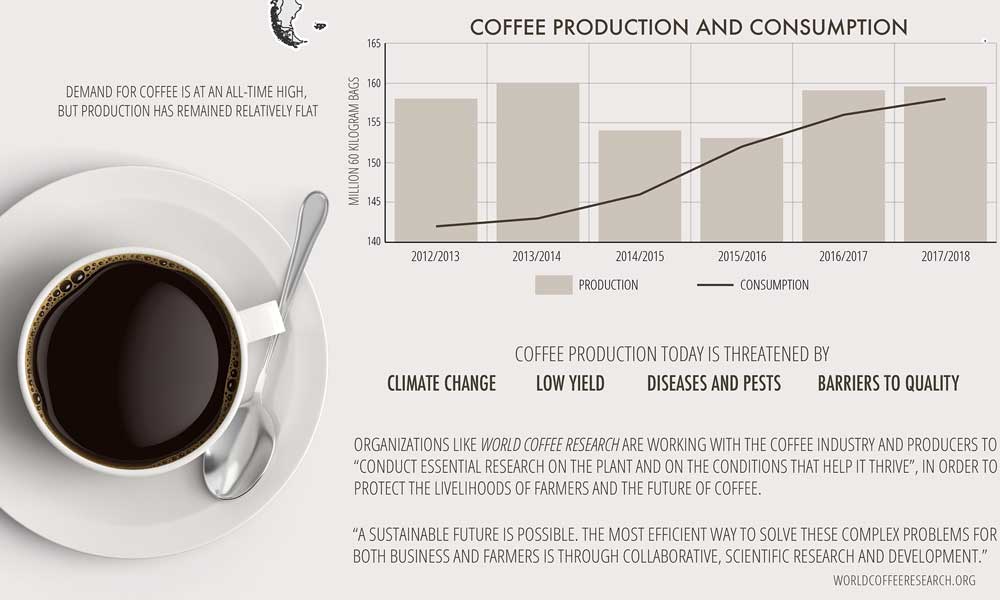 COFFEE PRODUCTION AND CONSUMPTION
DEMAND FOR COFFEE IS AT AN ALL-TIME HIGH,
BUT PRODUCTION HAS REMAINED RELATIVELY FLAT
MILLION 60 KILOGRAM BAGS
165
160
155
150
145
140
2012/2013 2013/2014 2014/2015 2015/2016 2016/2017 2017/2018
PRODUCTION CONSUMPTION
COFFEE PRODUCTION TODAY IS THREATENED BY
CLIMATE CHANGE LOW YIELD DISEASES AND PESTS BARRIERS TO QUALITY
ORGANIZATIONS LIKE WORLD COFFEE RESEARCH ARE WORKING WITH THE COFFEE INDUSTRY AND PRODUCERS TO
“CONDUCT ESSENTIAL RESEARCH ON THE PLANT AND ON THE CONDITIONS THAT HELP IT THRIVE”, IN ORDER TO
PROTECT THE LIVELIHOODS OF FARMERS AND THE FUTURE OF COFFEE.
“A SUSTAINABLE FUTURE IS POSSIBLE. THE MOST EFFICIENT WAY TO SOLVE THESE COMPLEX PROBLEMS FOR
BOTH BUSINESS AND FARMERS IS THROUGH COLLABORATIVE, SCIENTIFIC RESEARCH AND DEVELOPMENT.”
WORLDCOFFEERESEARCH.ORG